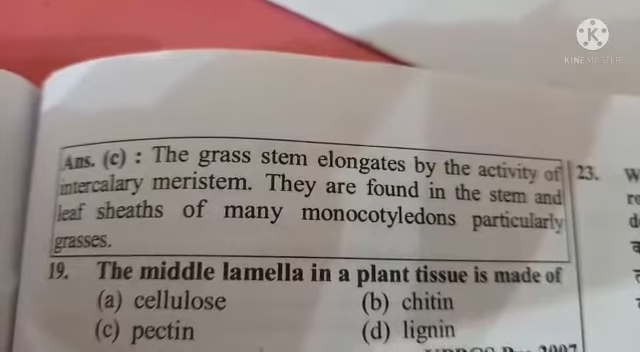 K
KINEMASTER
Ans. (c) : The grass stem elongates by the activity of
intercalary meristem. They are found in the stem and
leaf sheaths of many monocotyledons particularly
grasses.
19. The middle lamella in a plant tissue is made of
(a) cellulose (b) chitin
(c) pectin (d) lignin
2007
23.